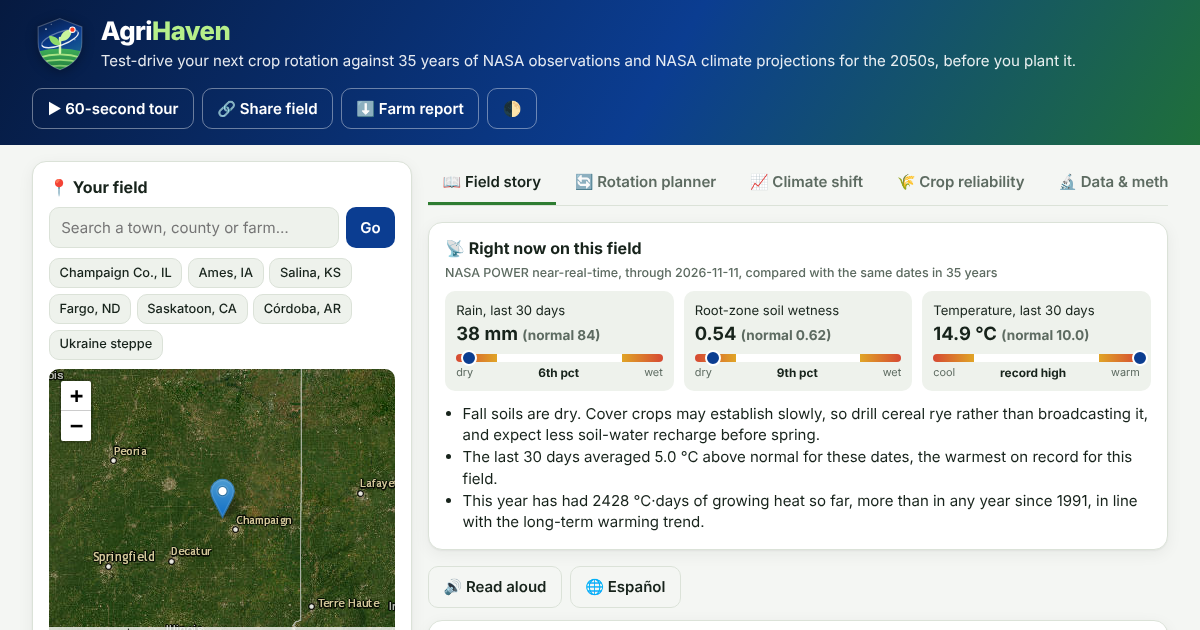 AgriHaven
Test-drive your next crop rotation against 35 years of NASA observations and NASA climate projections for the 2050s, before you plant it.
▶ 60-second tour
🔗 Share field
⬇️ Farm report
🌗
📍 Your field
Search a town, county or farm…
Go
Champaign Co., IL
Ames, IA
Salina, KS
Fargo, ND
Saskatoon, CA
Córdoba, AR
Ukraine steppe
+
−
Peoria
Lafaye
Champaign
Springfield
Decatur
Terre Haute
📖 Field story
🔄 Rotation planner
📈 Climate shift
🌾 Crop reliability
🔬 Data & meth
📡 Right now on this field
NASA POWER near-real-time, through 2026-11-11, compared with the same dates in 35 years
Rain, last 30 days
38 mm (normal 84)
dry 6th pct wet
Root-zone soil wetness
0.54 (normal 0.62)
dry 9th pct wet
Temperature, last 30 days
14.9 °C (normal 10.0)
cool record high warm
• Fall soils are dry. Cover crops may establish slowly, so drill cereal rye rather than broadcasting it,
and expect less soil-water recharge before spring.
• The last 30 days averaged 5.0 °C above normal for these dates, the warmest on record for this
field.
• This year has had 2428 °C·days of growing heat so far, more than in any year since 1991, in line
with the long-term warming trend.
🔊 Read aloud
🌐 Español